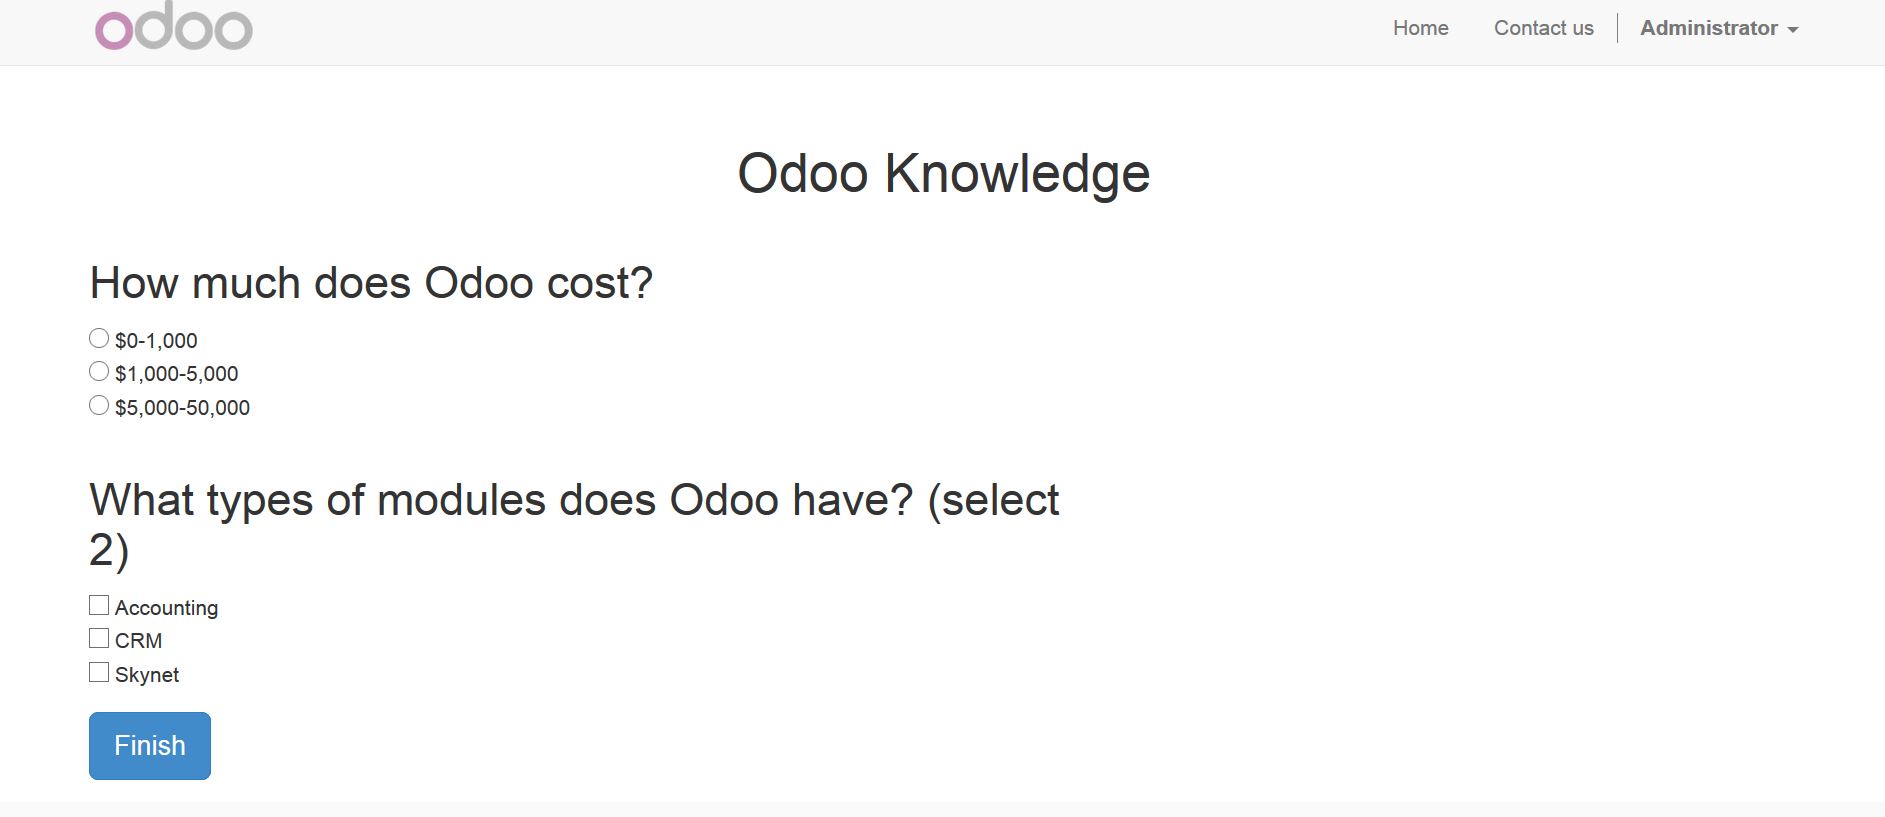 odoo
Home Contact us Administrator
Odoo Knowledge
How much does Odoo cost?
$0-1,000
$1,000-5,000
$5,000-50,000
What types of modules does Odoo have? (select
2)
Accounting
CRM
Skynet
Finish